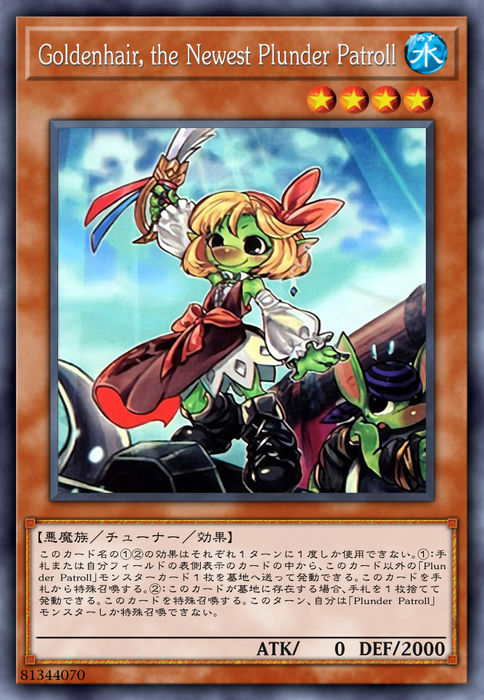 Goldenhair, the Newest Plunder Patroll
みず
水
【悪魔族／チューナー／効果】
このカード名の①②の効果はそれぞれ１ターンに１度しか使用できない。①:手
札または自分フィールドの表側表示のカードの中から、このカード以外の「Plun
der Patroll」モンスターカード１枚を墓地へ送って発動できる。このカードを手
札から特殊召喚する。②:このカードが墓地に存在する場合、手札を１枚捨てて
発動できる。このカードを特殊召喚する。このターン、自分は「Plunder Patroll」
モンスターしか特殊召喚できない。
ATK/ 0 DEF/2000
81344070